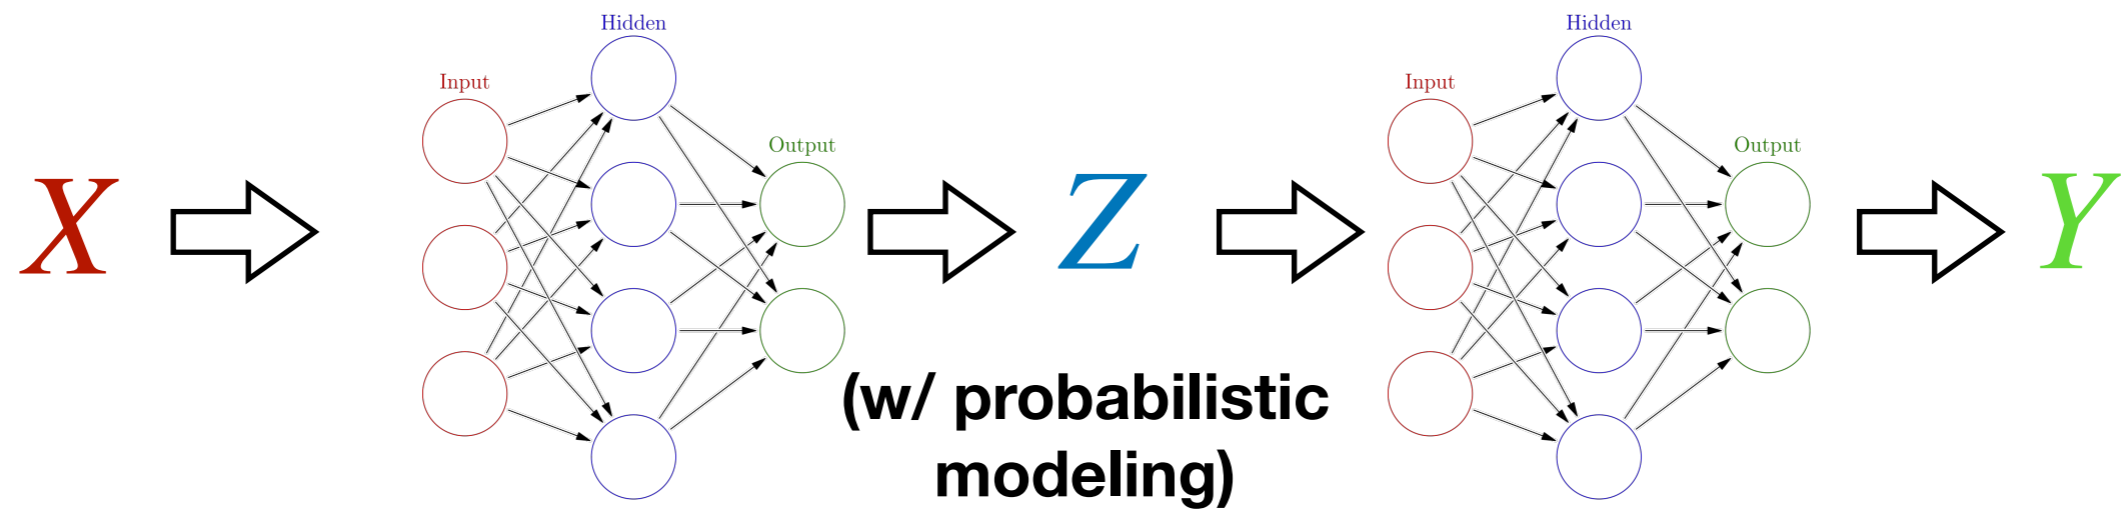 Hidden
Input
Output
X
Z
Hidden
Input
Output
Y
(w/ probabilistic
modeling)